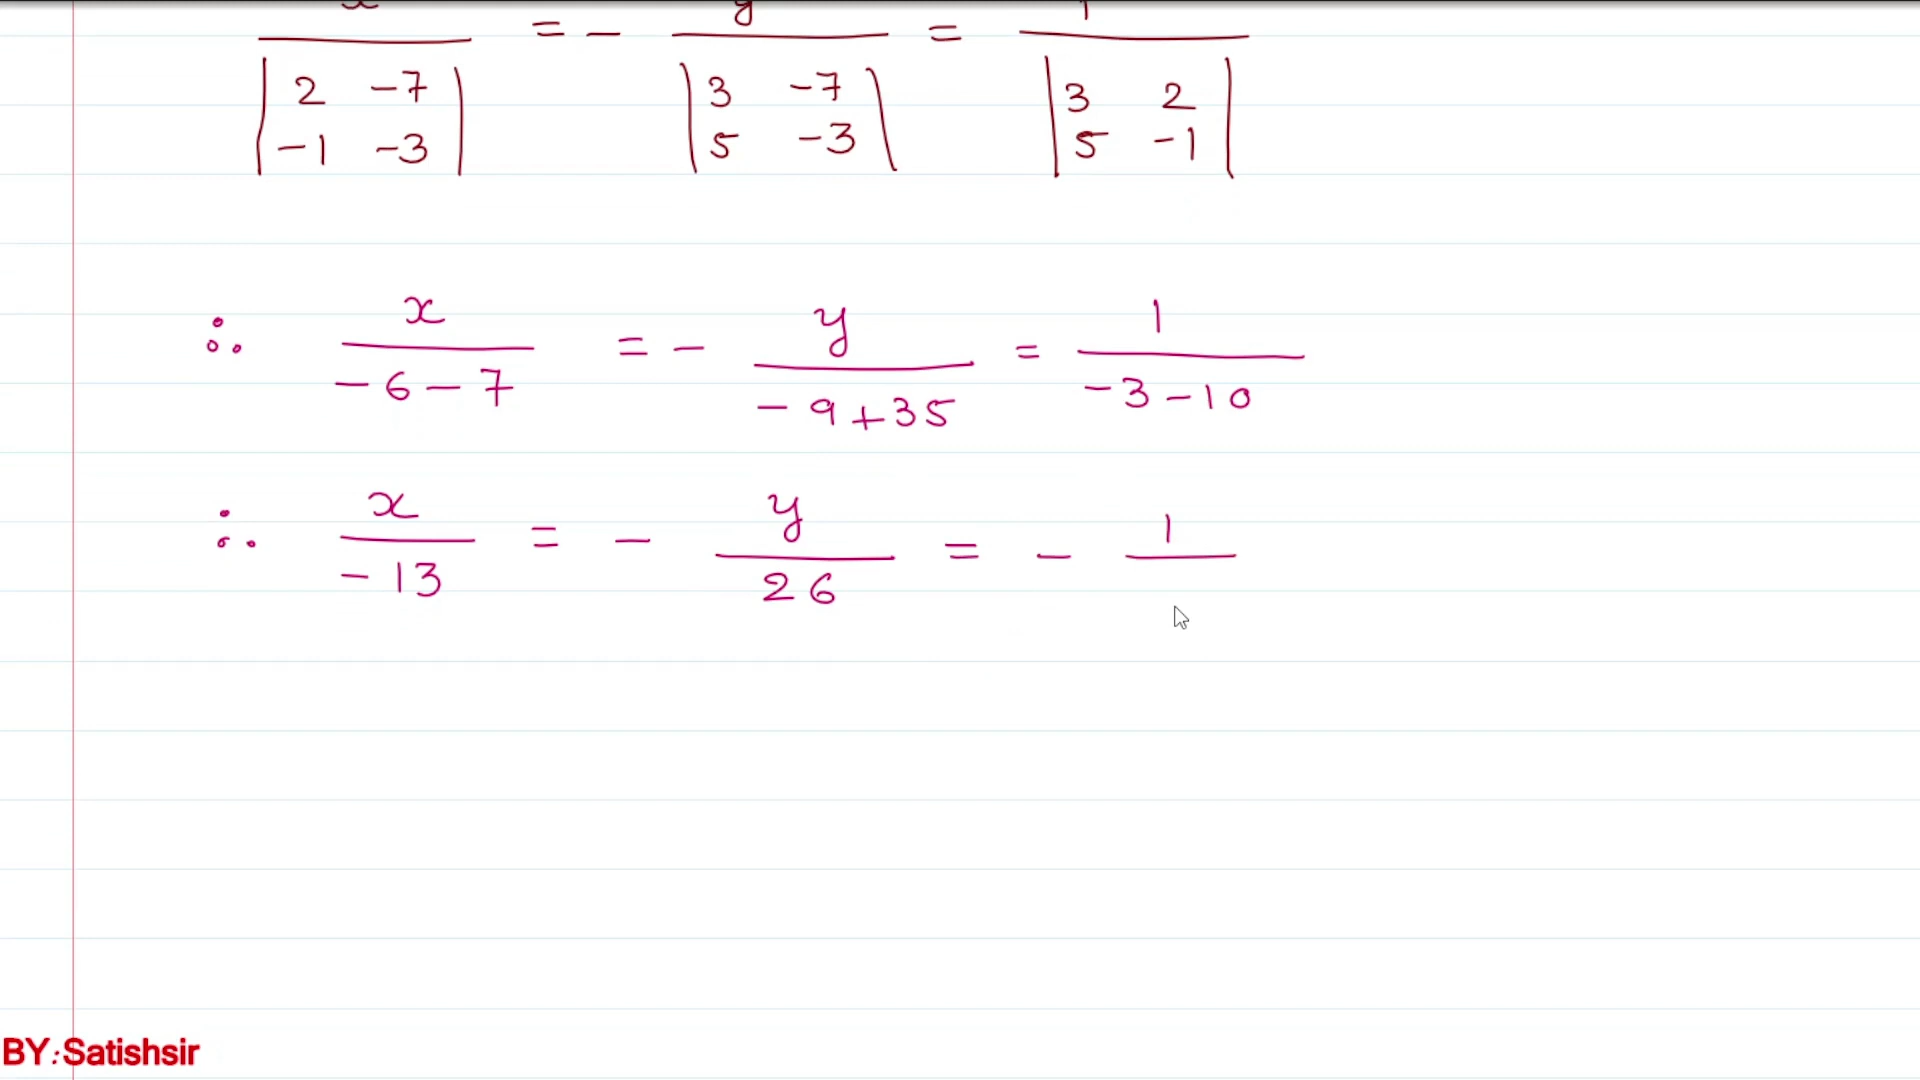 x = - y = 1
| 2 -7 | | 3 -7 | | 3 2 |
| -1 -3 | | 5 -3 | | 5 -1 |
∴ x = - y = 1
-6-7 -9+35 -3-10
∴ x = - y = - 1
-13 26
BY:Satishsir